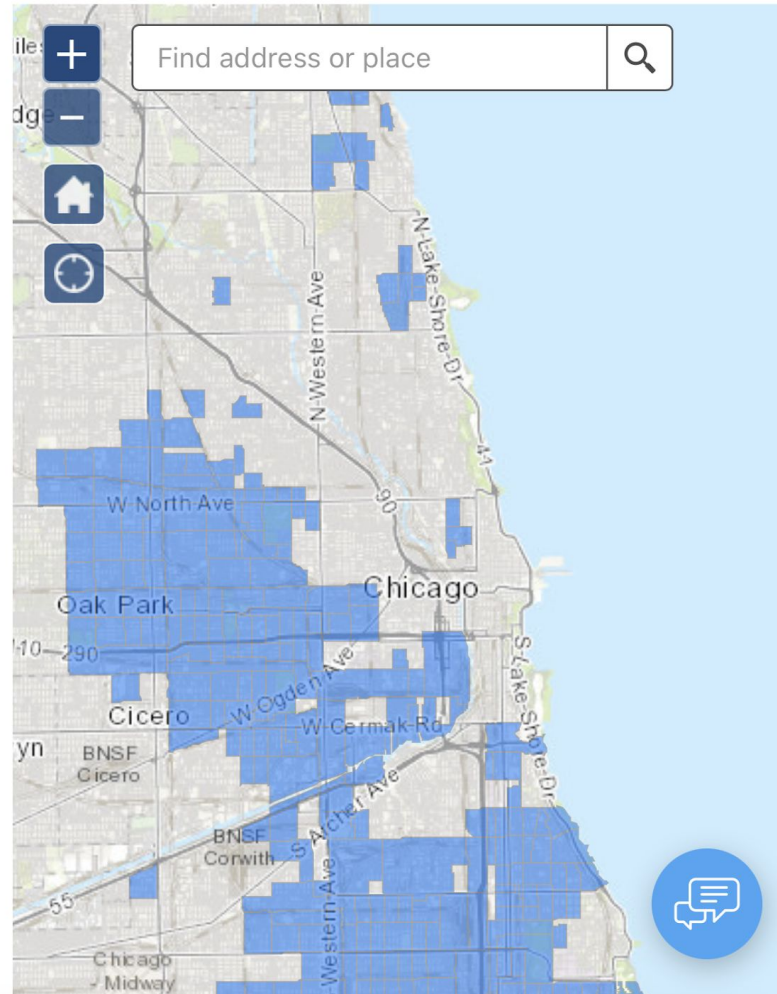 Find address or place
N-Lake-Shore-Dr
N-Western-Ave
41
W-North-Ave
90
Chicago
Oak Park
290
S-Lake-Shore-Dr
W-Ogden-Ave
Cicero
W-Cermak-Rd
yn
BNSF
Cicero
S-Archer-Ave
BNSF
Corwith
55
Western-Ave
Chicago
- Midway